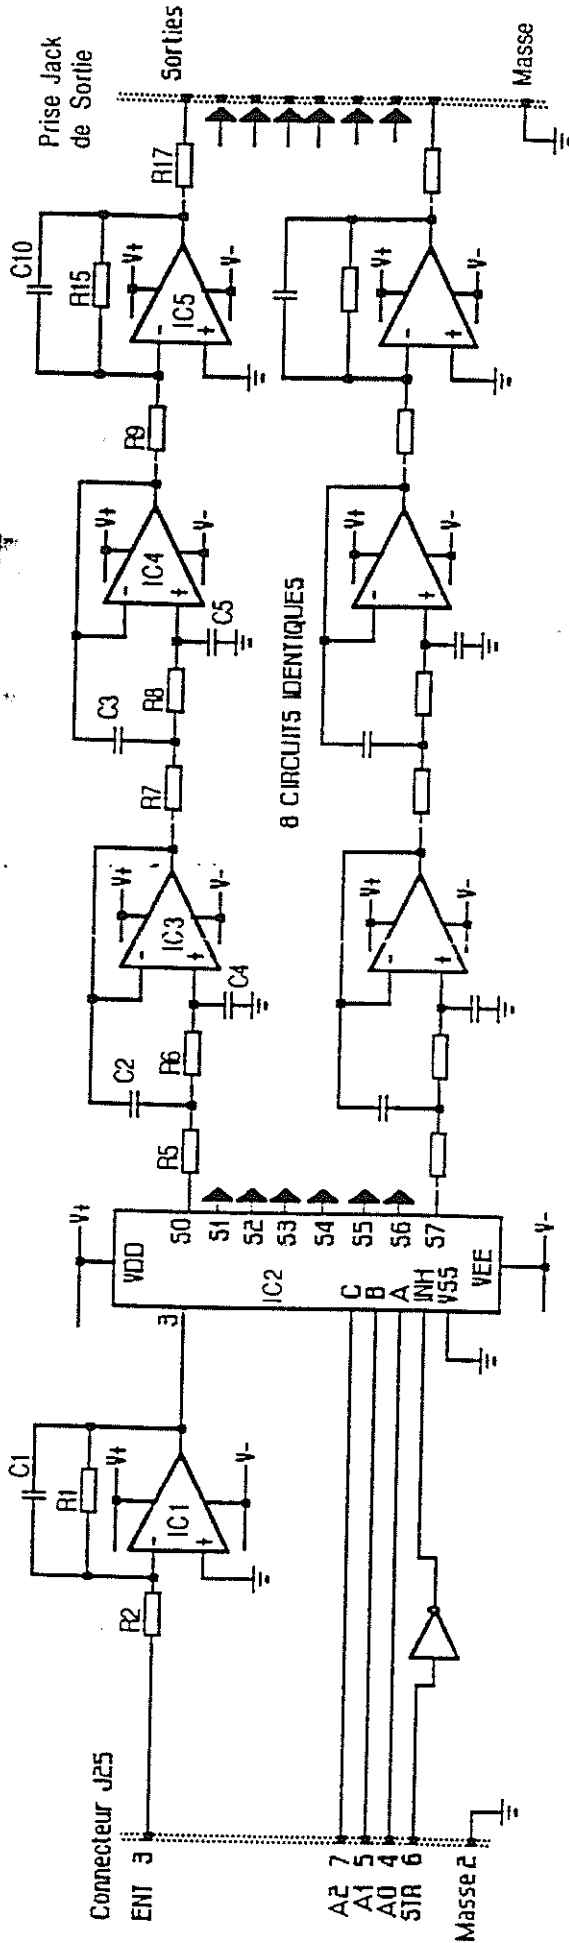 Connecteur J25
ENT 3
A2 7
A1 5
A0 4
STR 6
Masse 2
R2
C1
R1
V+
IC1
-
+
V-
3
V+
VDD
IC2
C
B
A
INH
VSS
VEE
V-
S0
S1
S2
S3
S4
S5
S6
S7
R5
C2
R6
C4
V+
IC3
-
+
V-
R7
C3
R8
C5
V+
IC4
-
+
V-
R9
C10
R15
V+
IC5
-
+
V-
R17
Prise Jack
de Sortie
Sorties
8 CIRCUITS IDENTIQUES
V+
-
+
V-
V+
-
+
V-
V+
-
+
V-
Masse